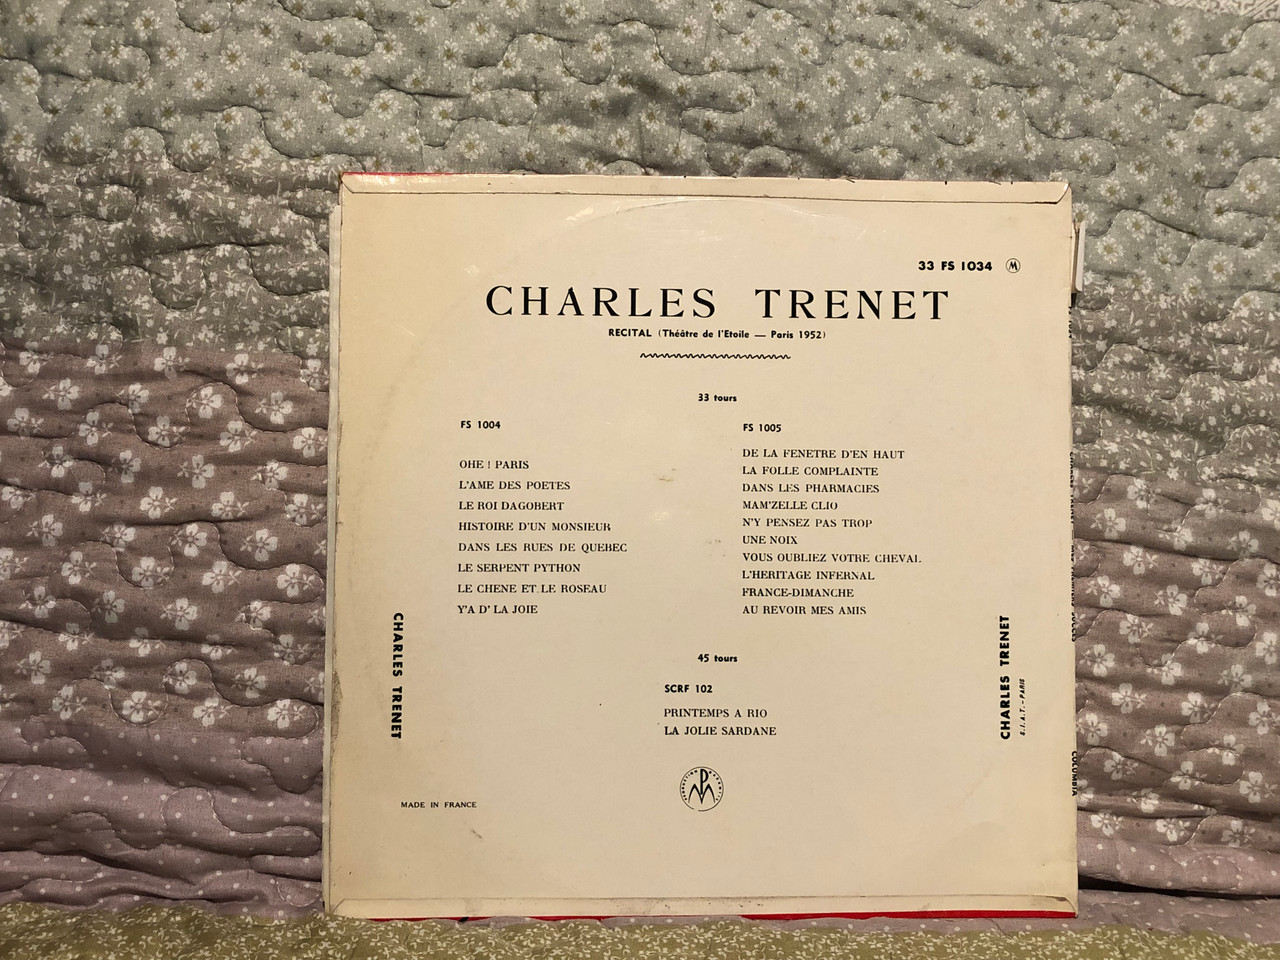 33 FS 1034 M
CHARLES TRENET
RECITAL (Théâtre de l'Etoile — Paris 1952)
33 tours
FS 1004
OHE ! PARIS
L'AME DES POETES
LE ROI DAGOBERT
HISTOIRE D'UN MONSIEUR
DANS LES RUES DE QUEBEC
LE SERPENT PYTHON
LE CHENE ET LE ROSEAU
Y'A D' LA JOIE
FS 1005
DE LA FENETRE D'EN HAUT
LA FOLLE COMPLAINTE
DANS LES PHARMACIES
MAM'ZELLE CLIO
N'Y PENSEZ PAS TROP
UNE NOIX
VOUS OUBLIEZ VOTRE CHEVAL
L'HERITAGE INFERNAL
FRANCE-DIMANCHE
AU REVOIR MES AMIS
45 tours
SCRF 102
PRINTEMPS A RIO
LA JOLIE SARDANE
CHARLES TRENET
CHARLES TRENET
S.I.A.T.-PARIS
MADE IN FRANCE
COLUMBIA